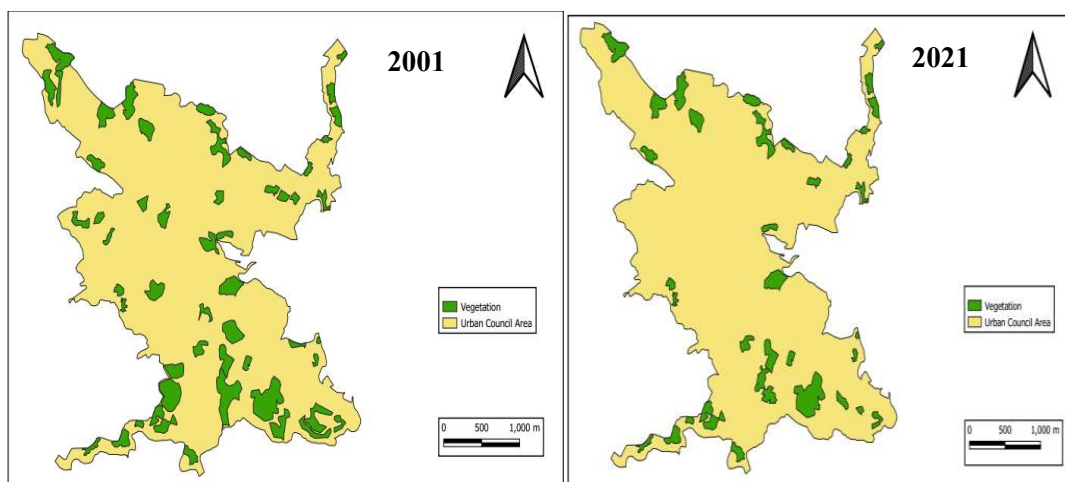 2001
Vegetation
Urban Council Area
0 500 1,000 m
2021
Vegetation
Urban Council Area
0 500 1,000 m